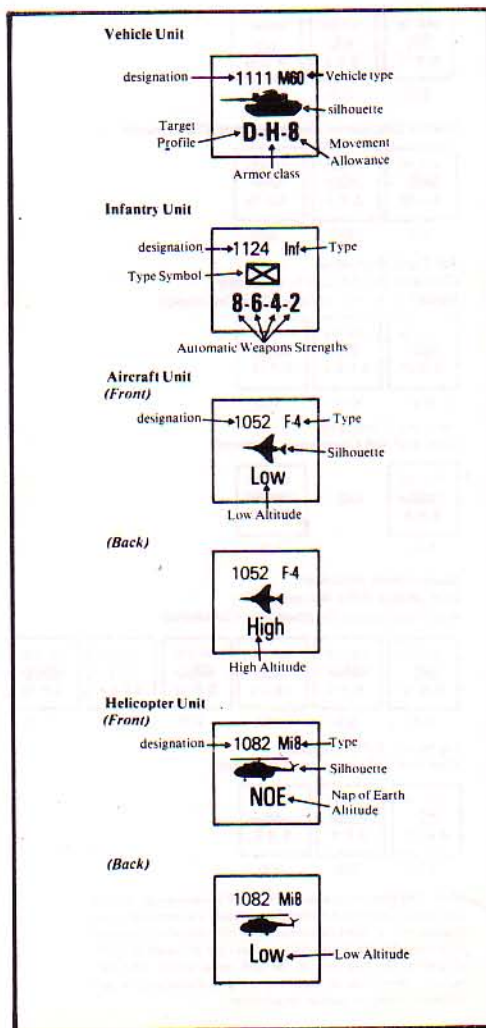 Vehicle Unit
designation 1111 M60 Vehicle type
silhouette
Target Profile D-H-8 Movement Allowance
Armor class
Infantry Unit
designation 1124 Inf Type
Type Symbol
8-6-4-2
Automatic Weapons Strengths
Aircraft Unit
(Front)
designation 1052 F-4 Type
Silhouette
Low
Low Altitude
(Back)
1052 F-4
High
High Altitude
Helicopter Unit
(Front)
designation 1082 Mi8 Type
Silhouette
NOE Nap of Earth Altitude
(Back)
1082 Mi8
Low Low Altitude